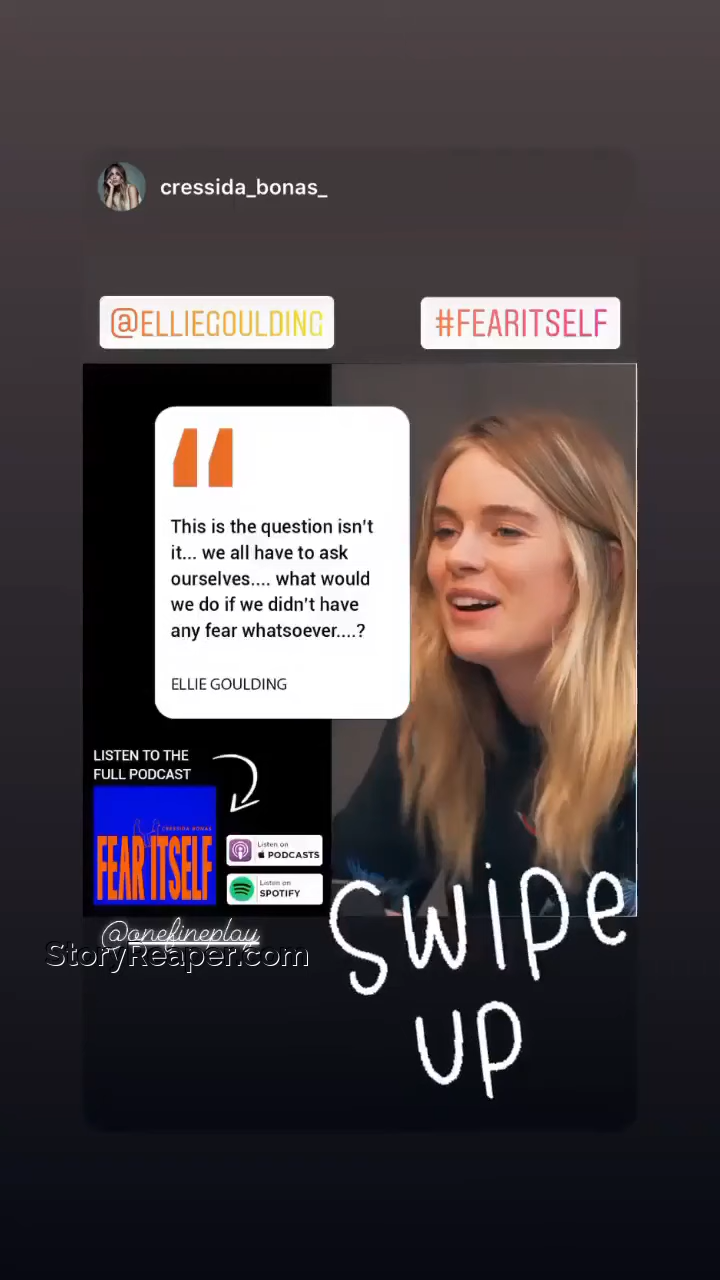 cressida_bonas_
@ELLIEGOULDING
#FEARITSELF
This is the question isn't
it... we all have to ask
ourselves.... what would
we do if we didn't have
any fear whatsoever....?
ELLIE GOULDING
LISTEN TO THE
FULL PODCAST
CRESSIDA BONAS
FEAR ITSELF
Listen on
PODCASTS
Listen on
SPOTIFY
@onefineplay
StoryReaper.com
swipe
up